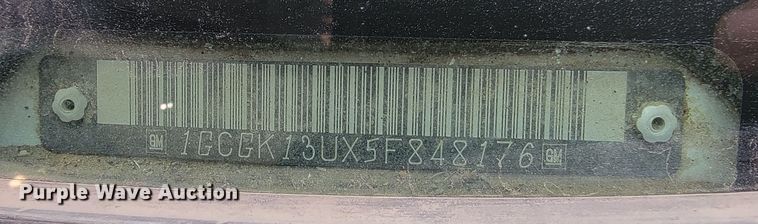 GM 1GCGK13UX5F848176 GM
Purple Wave Auction